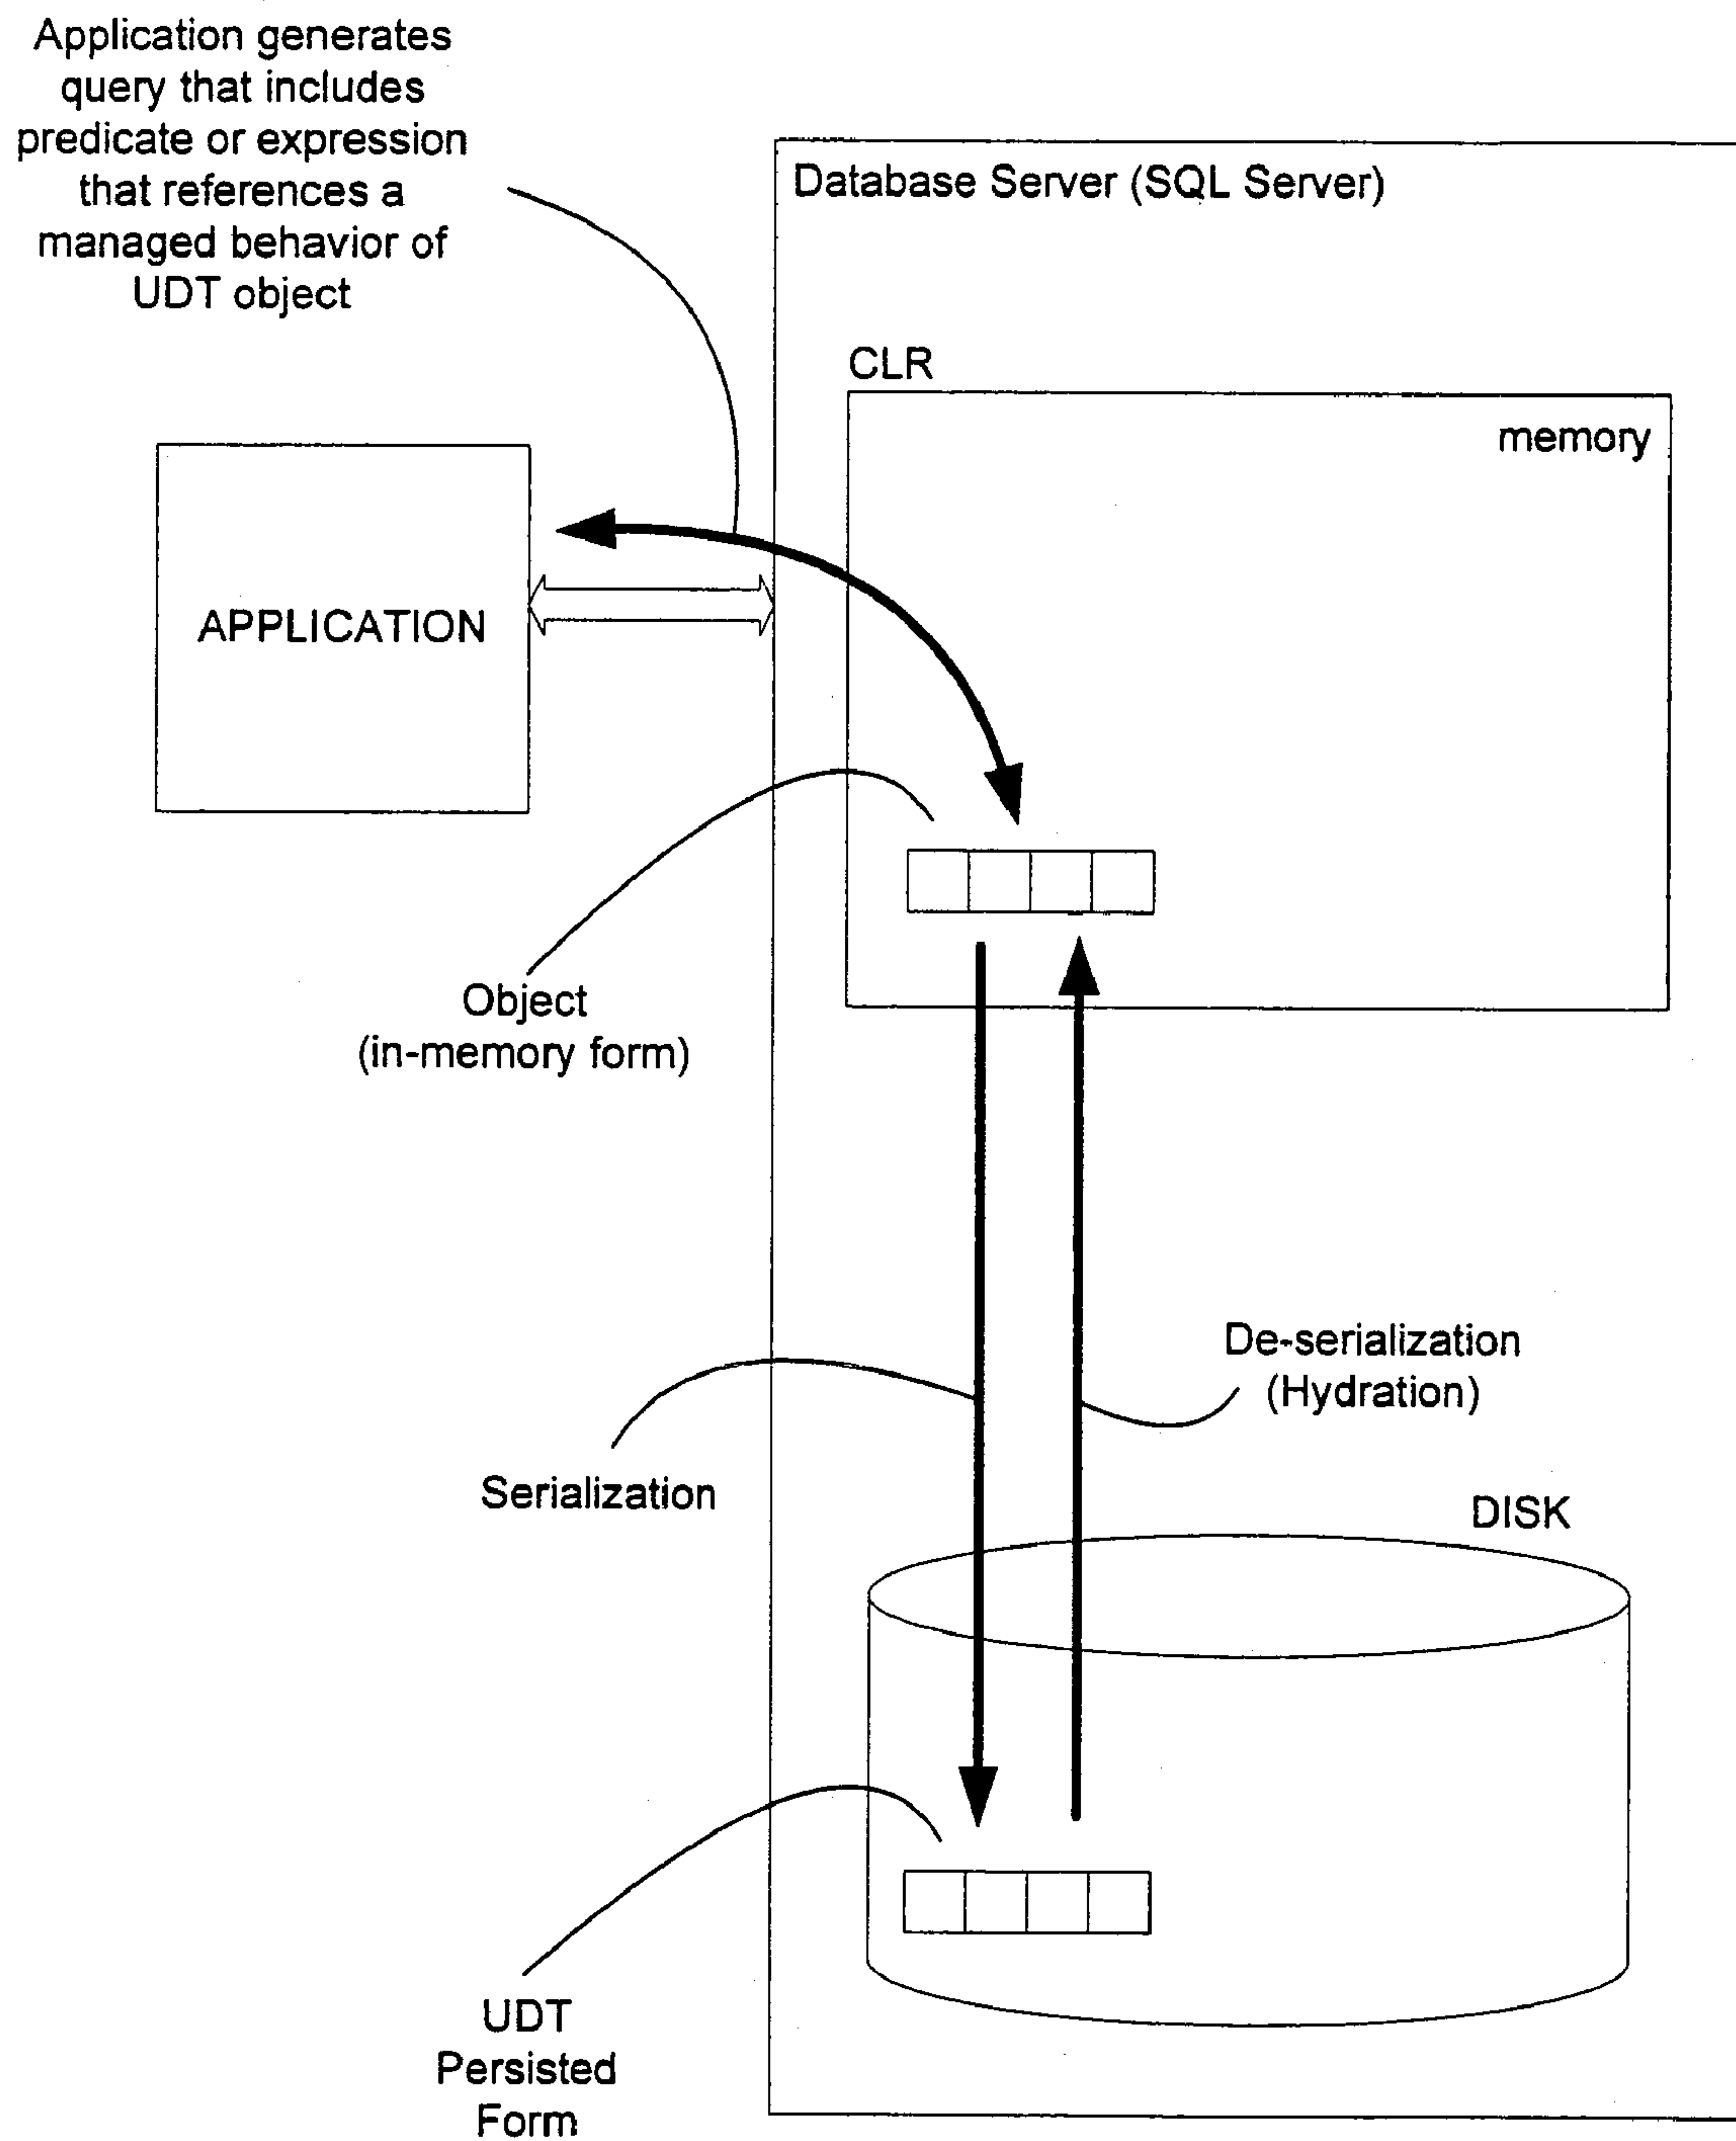 Application generates
query that includes
predicate or expression
that references a
managed behavior of
UDT object
Database Server (SQL Server)
CLR
memory
APPLICATION
Object
(in-memory form)
De-serialization
(Hydration)
Serialization
DISK
UDT
Persisted
Form